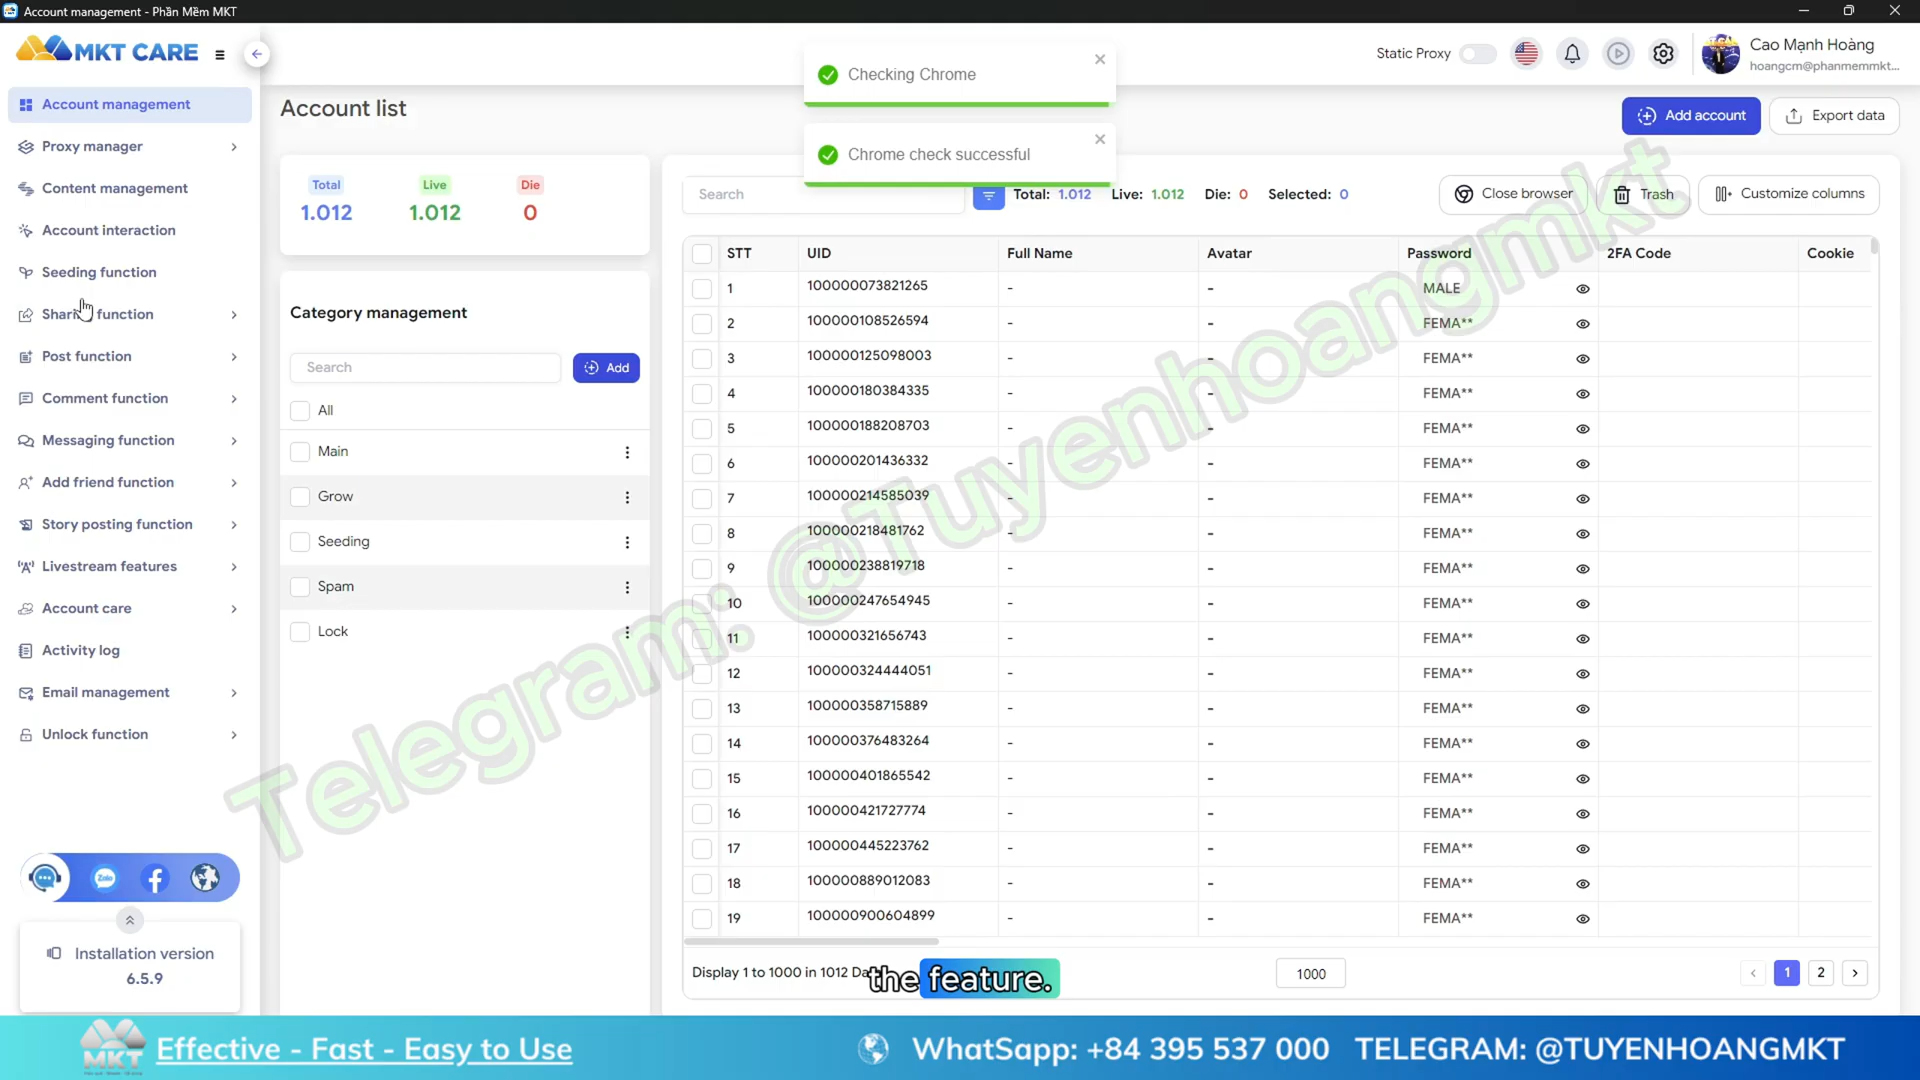 Account management - Phần Mềm MKT
MKT CARE
Account management
Proxy manager
Content management
Account interaction
Seeding function
function
Post function
Comment function
Messaging function
Add friend function
Story posting function
Livestream features
Account care
Activity log
Email management
Unlock function
Zalo
Installation version
6.5.9
Checking Chrome
Chrome check successful
Static Proxy
Cao Mạnh Hoàng
hoangcm@phanmemmkt...
Account list
Add account
Export data
Total
Live
Die
1.012
1.012
0
Category management
Search
Add
All
Main
Grow
Seeding
Spam
Lock
Search
Total: 1.012 Live: 1.012 Die: 0 Selected: 0
Close browser
Trash
Customize columns
STT UID Full Name Avatar Password 2FA Code Cookie
1 100000073821265 - - MALE
2 100000108526594 - - FEMA**
3 100000125098003 - - FEMA**
4 100000180384335 - - FEMA**
5 100000188208703 - - FEMA**
6 100000201436332 - - FEMA**
7 100000214585039 - - FEMA**
8 100000218481762 - - FEMA**
9 100000238819718 - - FEMA**
10 100000247654945 - - FEMA**
11 100000321656743 - - FEMA**
12 100000324444051 - - FEMA**
13 100000358715889 - - FEMA**
14 100000376483264 - - FEMA**
15 100000401865542 - - FEMA**
16 100000421727774 - - FEMA**
17 100000445223762 - - FEMA**
18 100000889012083 - - FEMA**
19 100000900604899 - - FEMA**
Display 1 to 1000 in 1012
1000
1 2
the feature.
Telegram: @Tuyenhoangmkt
MKT
Effective - Fast - Easy to Use
WhatSapp: +84 395 537 000 TELEGRAM: @TUYENHOANGMKT